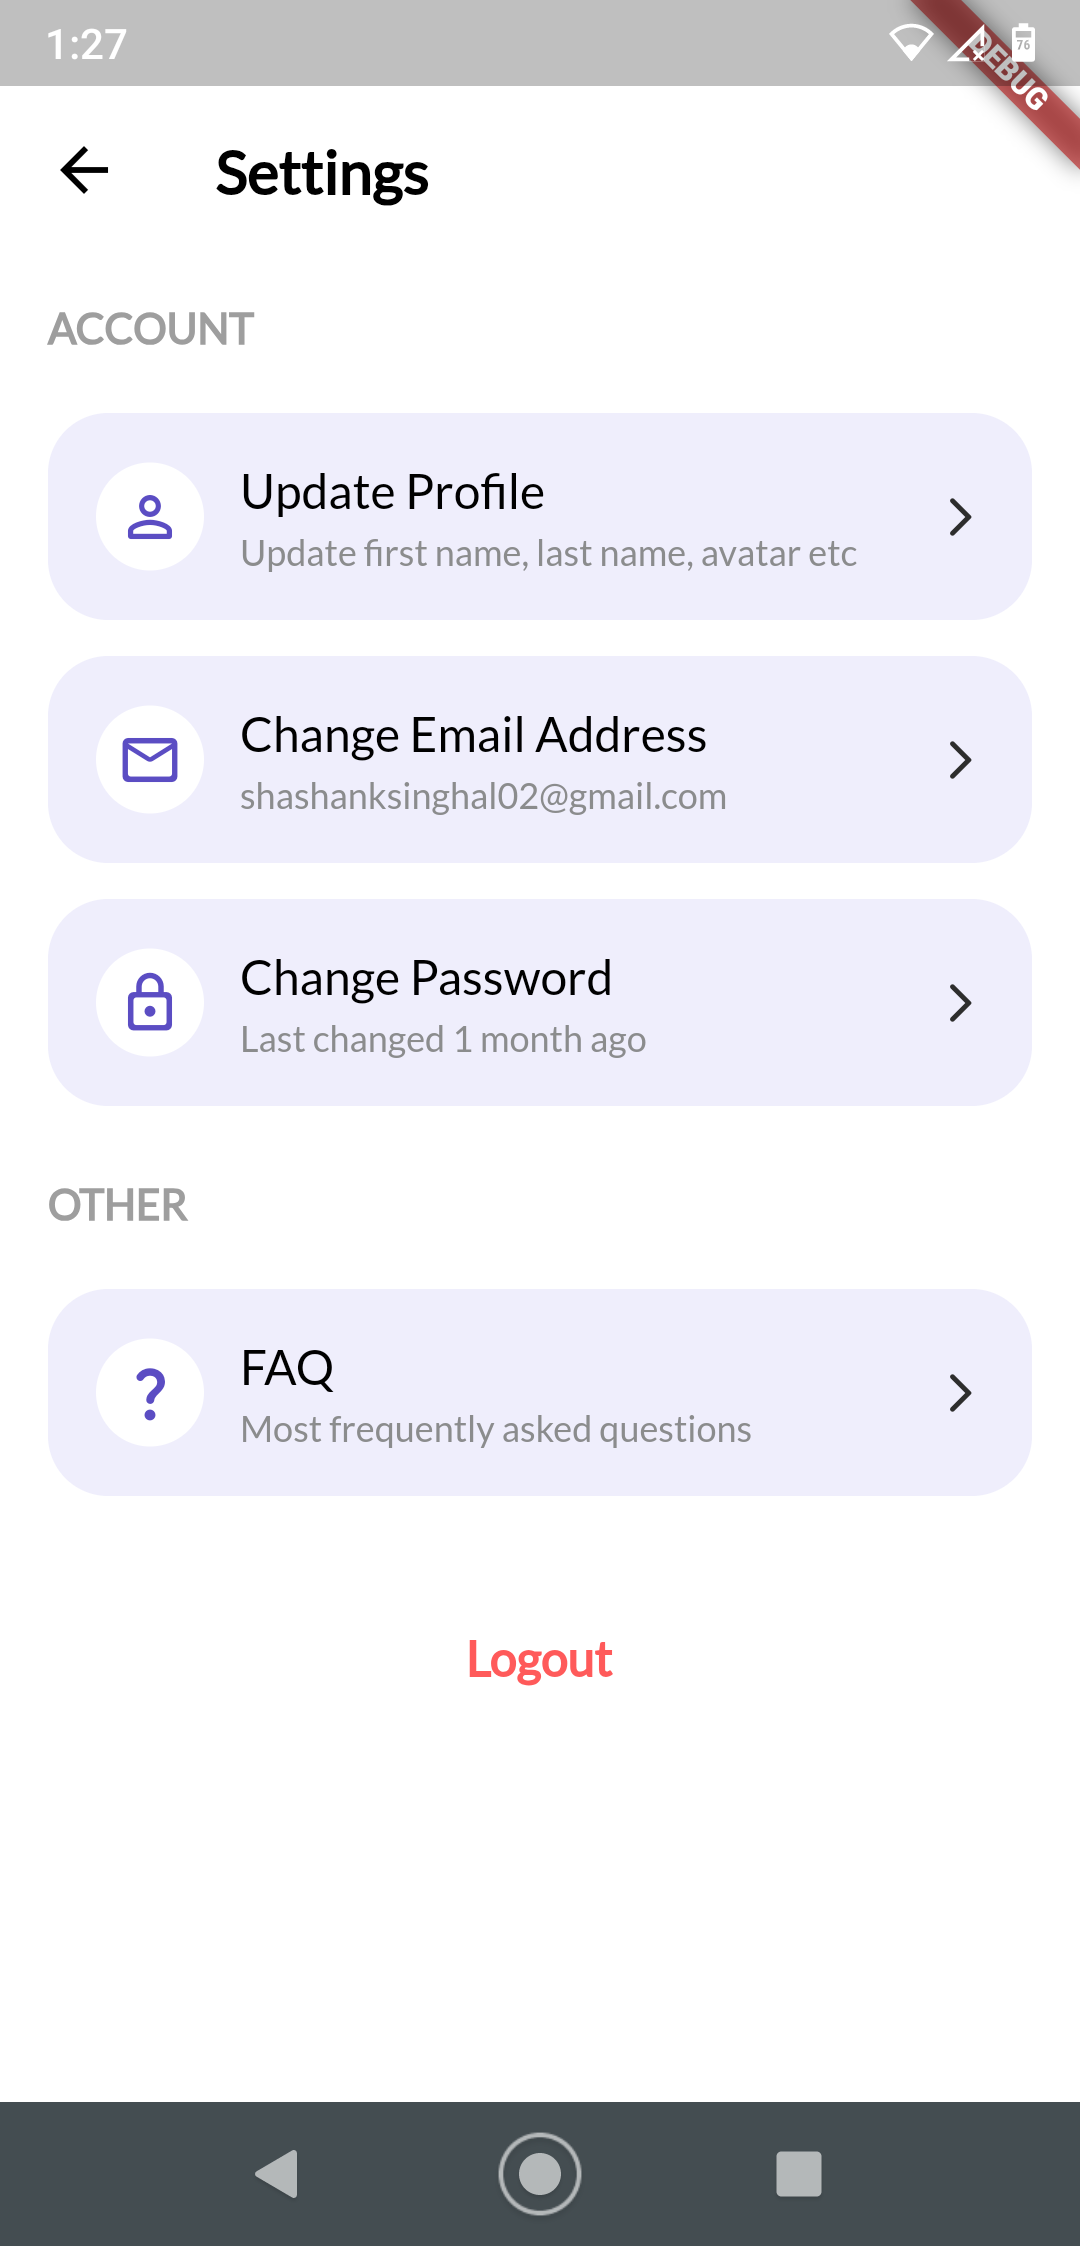 1:27
76
DEBUG
Settings
ACCOUNT
Update Profile
Update first name, last name, avatar etc
Change Email Address
shashanksinghal02@gmail.com
Change Password
Last changed 1 month ago
OTHER
FAQ
Most frequently asked questions
Logout